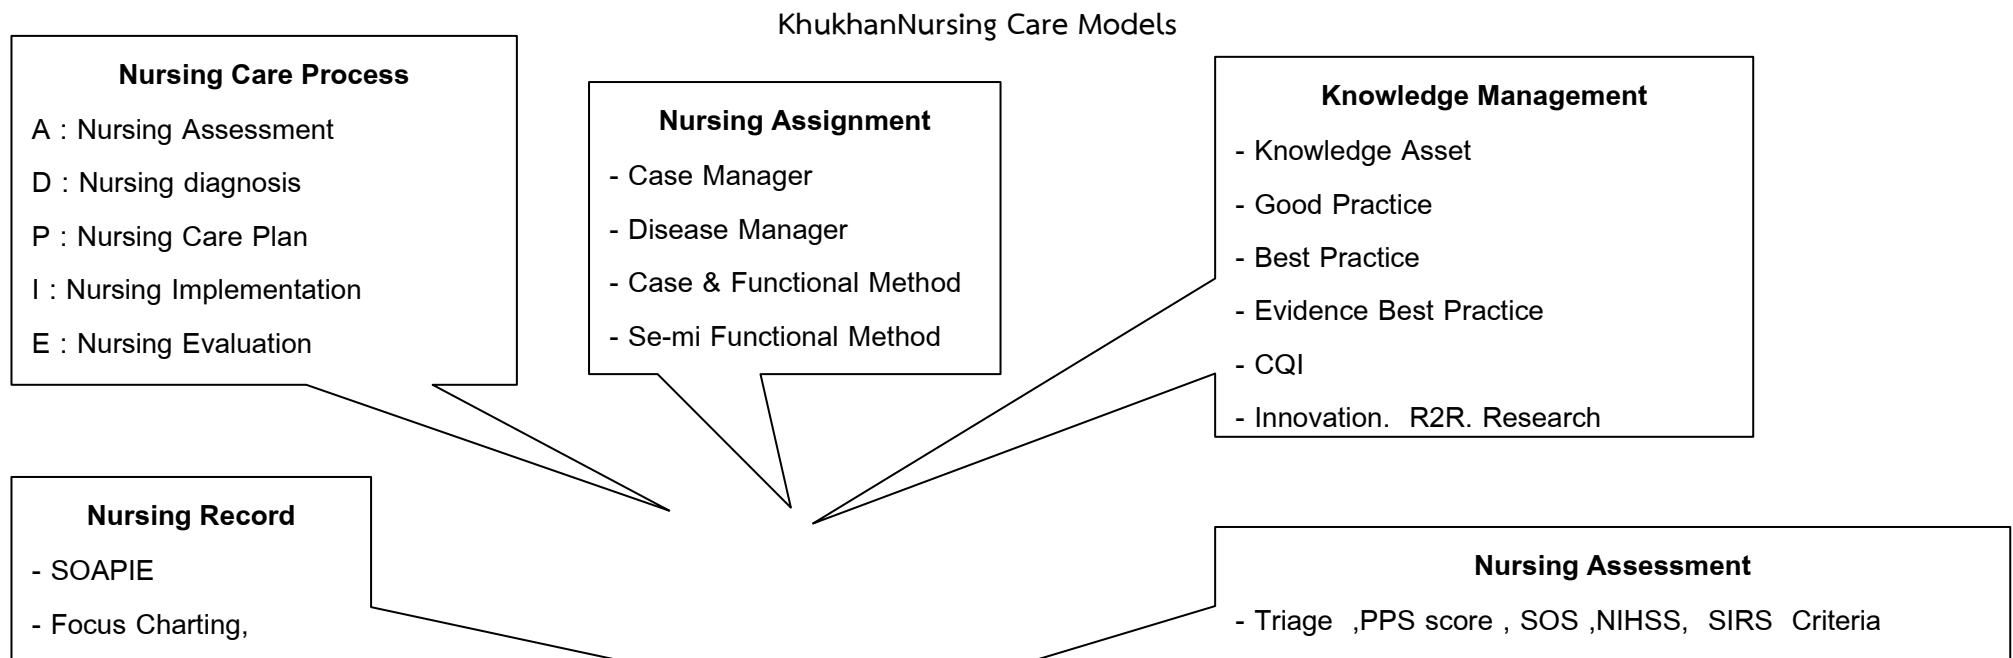 KhukhanNursing Care Models
Nursing Care Process
A : Nursing Assessment
D : Nursing diagnosis
P : Nursing Care Plan
I : Nursing Implementation
E : Nursing Evaluation
Nursing Assignment
- Case Manager
- Disease Manager
- Case & Functional Method
- Se-mi Functional Method
Knowledge Management
- Knowledge Asset
- Good Practice
- Best Practice
- Evidence Best Practice
- CQI
- Innovation.  R2R. Research
Nursing Record
- SOAPIE
- Focus Charting,
Nursing Assessment
- Triage  ,PPS score , SOS ,NIHSS,  SIRS  Criteria